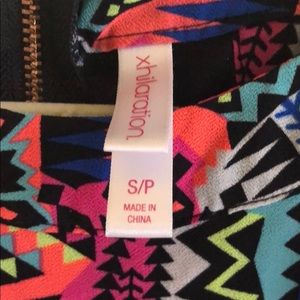 xhilaration.
S/P
MADE IN
CHINA